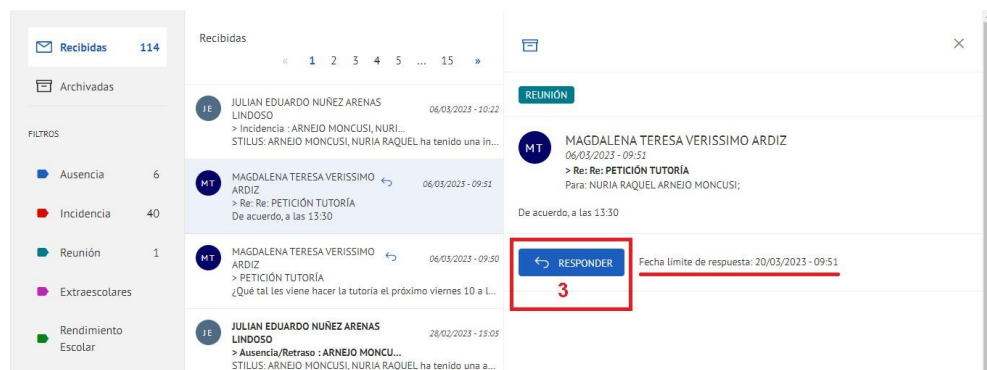 Recibidas 114
Archivadas
FILTROS
Ausencia 6
Incidencia 40
Reunión 1
Extraescolares
Rendimiento
Escolar
Recibidas
« 1 2 3 4 5 ... 15 »
JE
JULIAN EDUARDO NUÑEZ ARENAS
LINDOSO
06/03/2023 - 10:22
> Incidencia : ARNEJO MONCUSI, NURI...
STILUS: ARNEJO MONCUSI, NURIA RAQUEL ha tenido una in...
MT
MAGDALENA TERESA VERISSIMO
ARDIZ
06/03/2023 - 09:51
> Re: Re: PETICIÓN TUTORÍA
De acuerdo, a las 13:30
MT
MAGDALENA TERESA VERISSIMO
ARDIZ
06/03/2023 - 09:50
> PETICIÓN TUTORÍA
¿Qué tal les viene hacer la tutoría el próximo viernes 10 a l...
JE
JULIAN EDUARDO NUÑEZ ARENAS
LINDOSO
28/02/2023 - 15:05
> Ausencia/Retraso : ARNEJO MONCU...
STILUS: ARNEJO MONCUSI, NURIA RAQUEL ha tenido una a...
REUNIÓN
MT
MAGDALENA TERESA VERISSIMO ARDIZ
06/03/2023 - 09:51
> Re: Re: PETICIÓN TUTORÍA
Para: NURIA RAQUEL ARNEJO MONCUSI;
De acuerdo, a las 13:30
RESPONDER
Fecha límite de respuesta: 20/03/2023 - 09:51
3